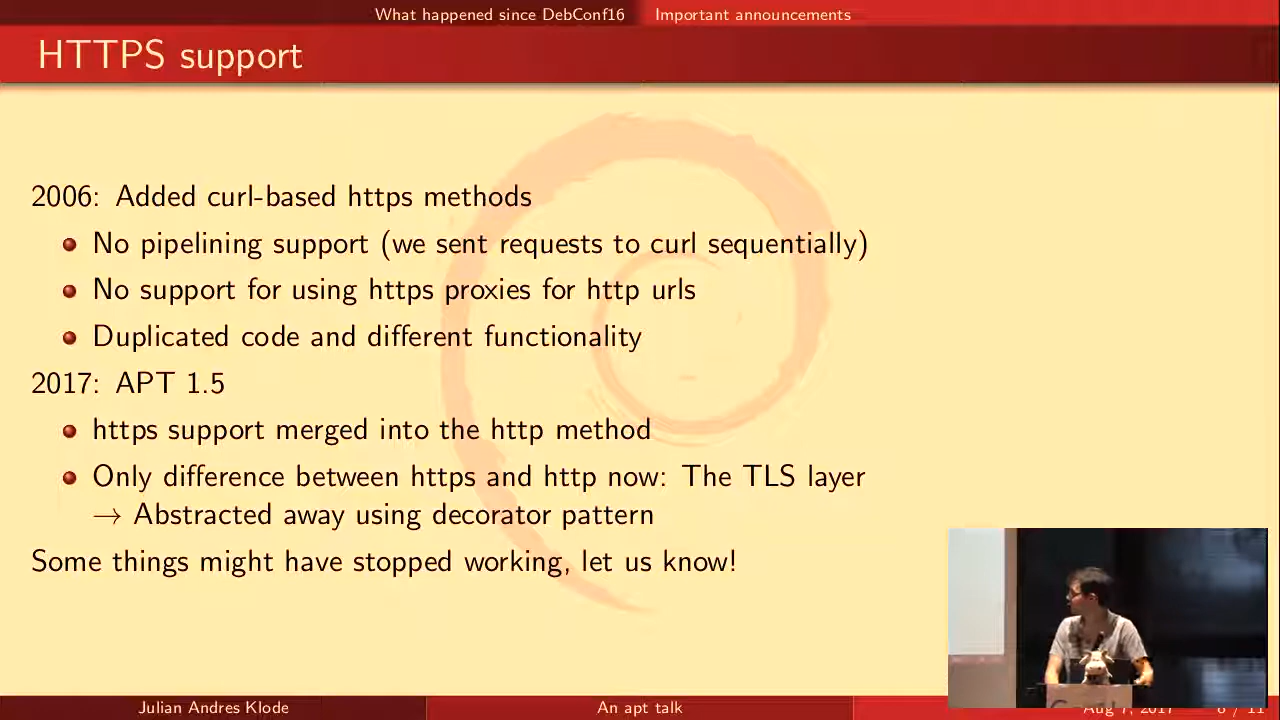 What happened since DebConf16 Important announcements
HTTPS support
2006: Added curl-based https methods
No pipelining support (we sent requests to curl sequentially)
No support for using https proxies for http urls
Duplicated code and different functionality
2017: APT 1.5
https support merged into the http method
Only difference between https and http now: The TLS layer
→ Abstracted away using decorator pattern
Some things might have stopped working, let us know!
Julian Andres Klode An apt talk Aug 7, 2017